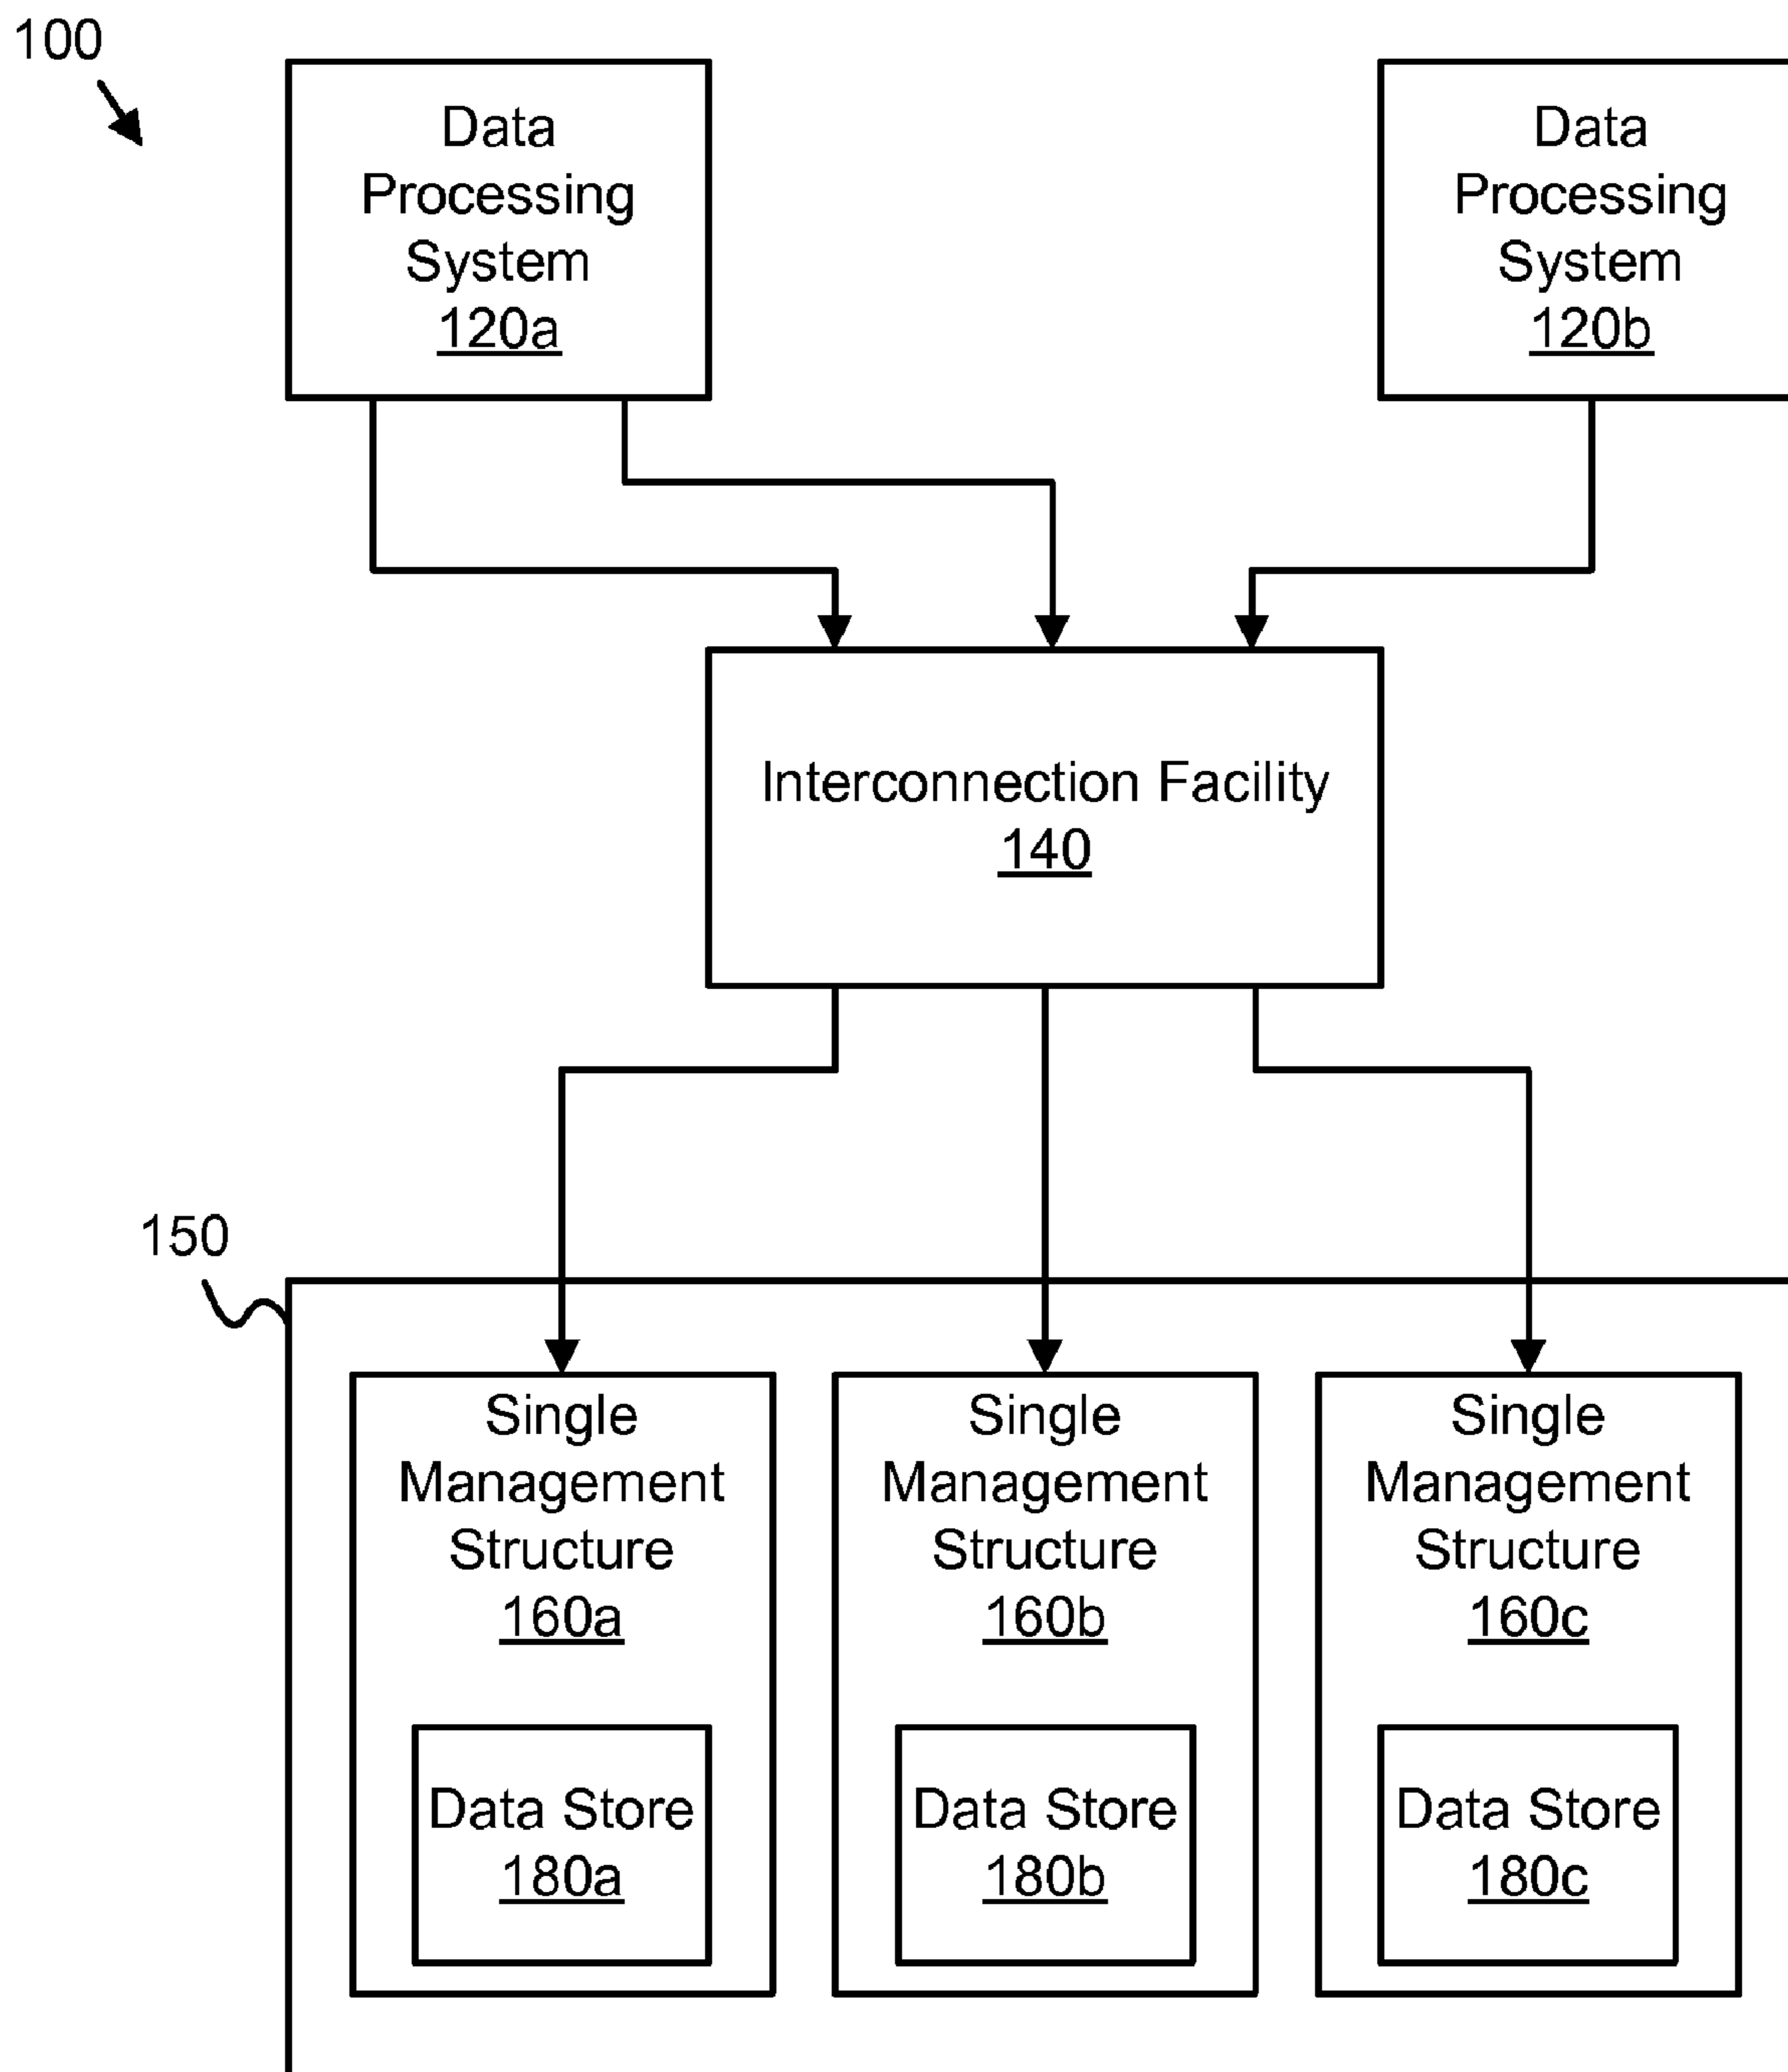 100
Data
Processing
System
120a
Data
Processing
System
120b
Interconnection Facility
140
150
Single
Management
Structure
160a
Data Store
180a
Single
Management
Structure
160b
Data Store
180b
Single
Management
Structure
160c
Data Store
180c